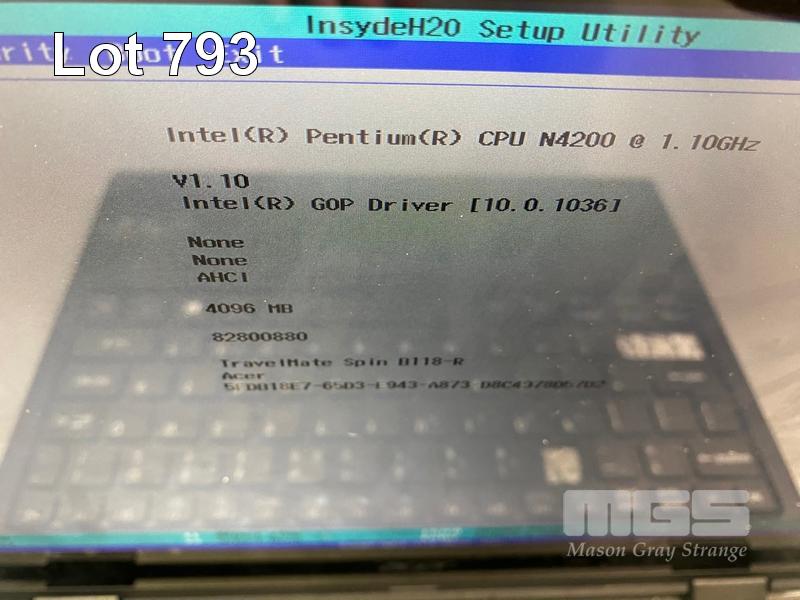 InsydeH20 Setup Utility
Lot 793
Exit
Intel(R) Pentium(R) CPU N4200 @ 1.10GHz
V1.10
Intel(R) GOP Driver [10.0.1036]
None
None
AHCI
4096 MB
82800880
TravelMate Spin B118-R
Acer
MGS
Mason Gray Strange